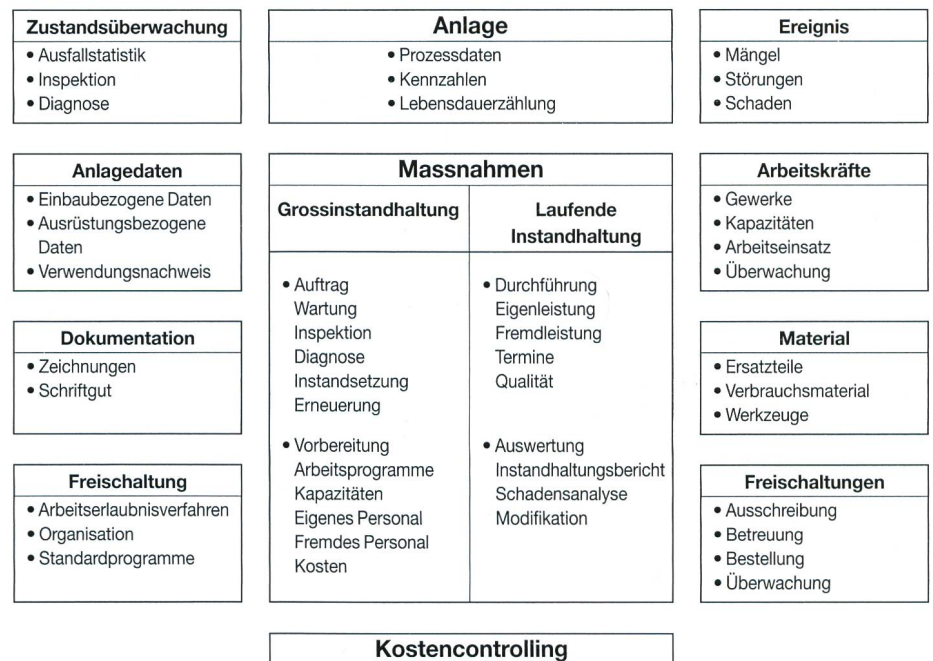 Zustandsüberwachung
• Ausfallstatistik
• Inspektion
• Diagnose
Anlage
• Prozessdaten
• Kennzahlen
• Lebensdauerzählung
Ereignis
• Mängel
• Störungen
• Schaden
Anlagedaten
• Einbaubezogene Daten
• Ausrüstungsbezogene
Daten
• Verwendungsnachweis
Dokumentation
• Zeichnungen
• Schriftgut
Freischaltung
• Arbeitserlaubnisverfahren
• Organisation
• Standardprogramme
Massnahmen
Grossinstandhaltung
• Auftrag
Wartung
Inspektion
Diagnose
Instandsetzung
Erneuerung
• Vorbereitung
Arbeitsprogramme
Kapazitäten
Eigenes Personal
Fremdes Personal
Kosten
Laufende
Instandhaltung
• Durchführung
Eigenleistung
Fremdleistung
Termine
Qualität
• Auswertung
Instandhaltungsbericht
Schadensanalyse
Modifikation
Arbeitskräfte
• Gewerke
• Kapazitäten
• Arbeitseinsatz
• Überwachung
Material
• Ersatzteile
• Verbrauchsmaterial
• Werkzeuge
Freischaltungen
• Ausschreibung
• Betreuung
• Bestellung
• Überwachung
Kostencontrolling